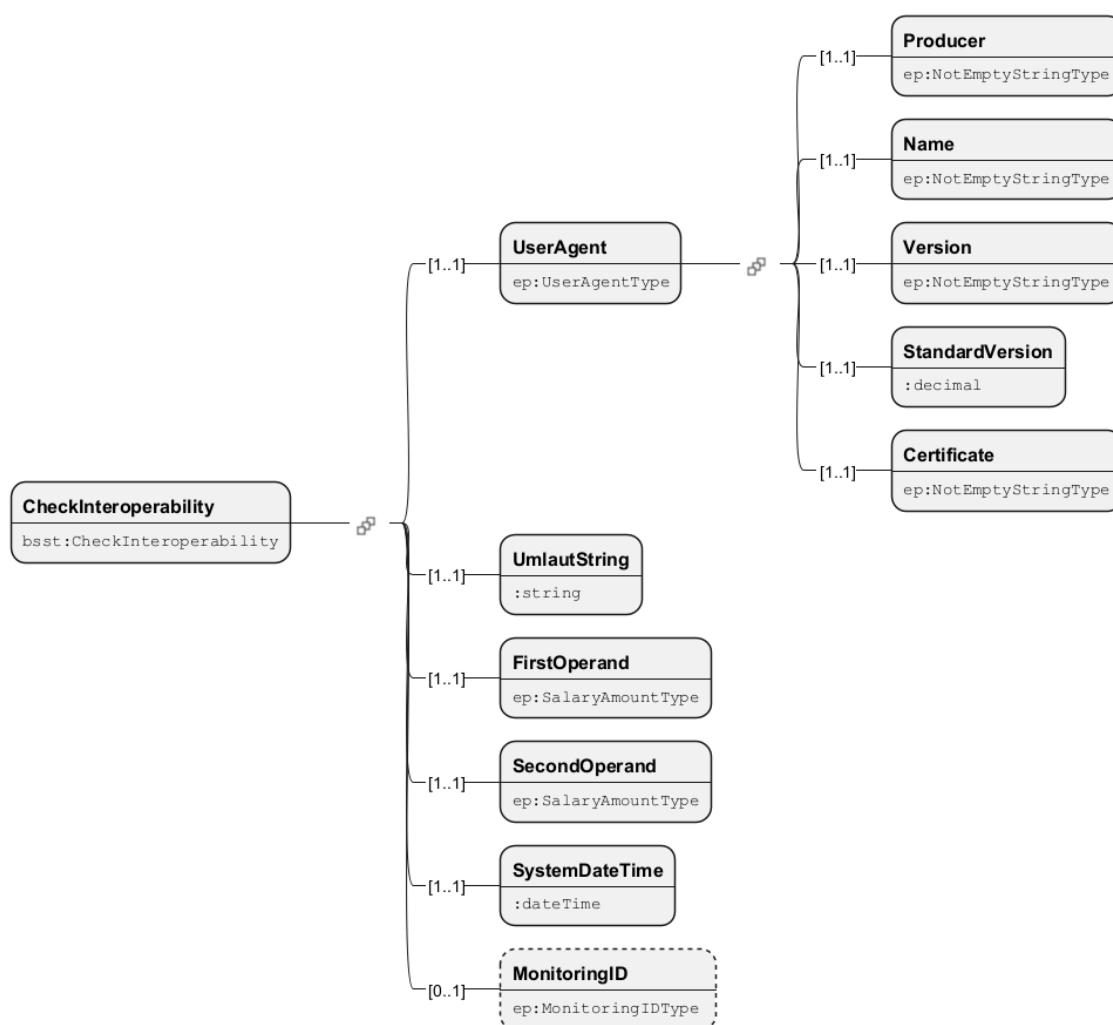 Producer
[1..1]
ep:NotEmptyStringType
Name
[1..1]
ep:NotEmptyStringType
UserAgent
[1..1]
ep:UserAgentType
Version
[1..1]
ep:NotEmptyStringType
StandardVersion
[1..1]
:decimal
Certificate
[1..1]
ep:NotEmptyStringType
CheckInteroperability
bsst:CheckInteroperability
UmlautString
[1..1]
:string
FirstOperand
[1..1]
ep:SalaryAmountType
SecondOperand
[1..1]
ep:SalaryAmountType
SystemDateTime
[1..1]
:dateTime
MonitoringID
[0..1]
ep:MonitoringIDType